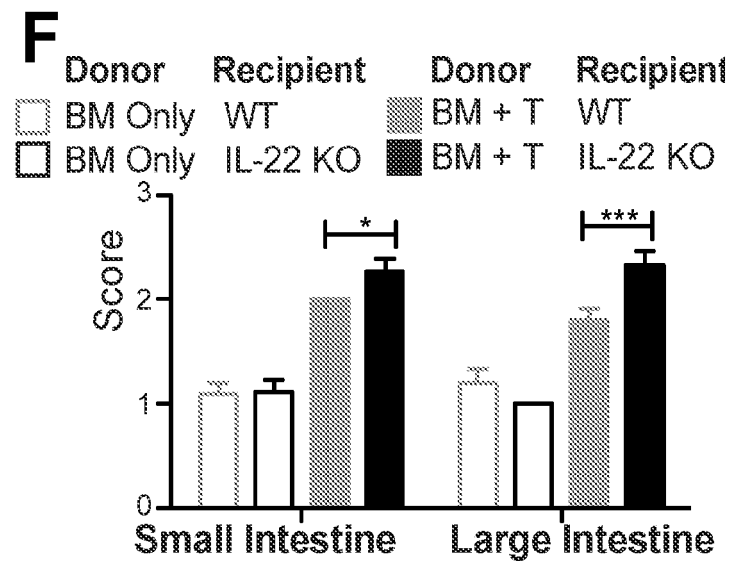 F
Donor Recipient Donor Recipient
BM Only WT BM + T WT
BM Only IL-22 KO BM + T IL-22 KO
3
* ***
Score
2
1
0
Small Intestine Large Intestine